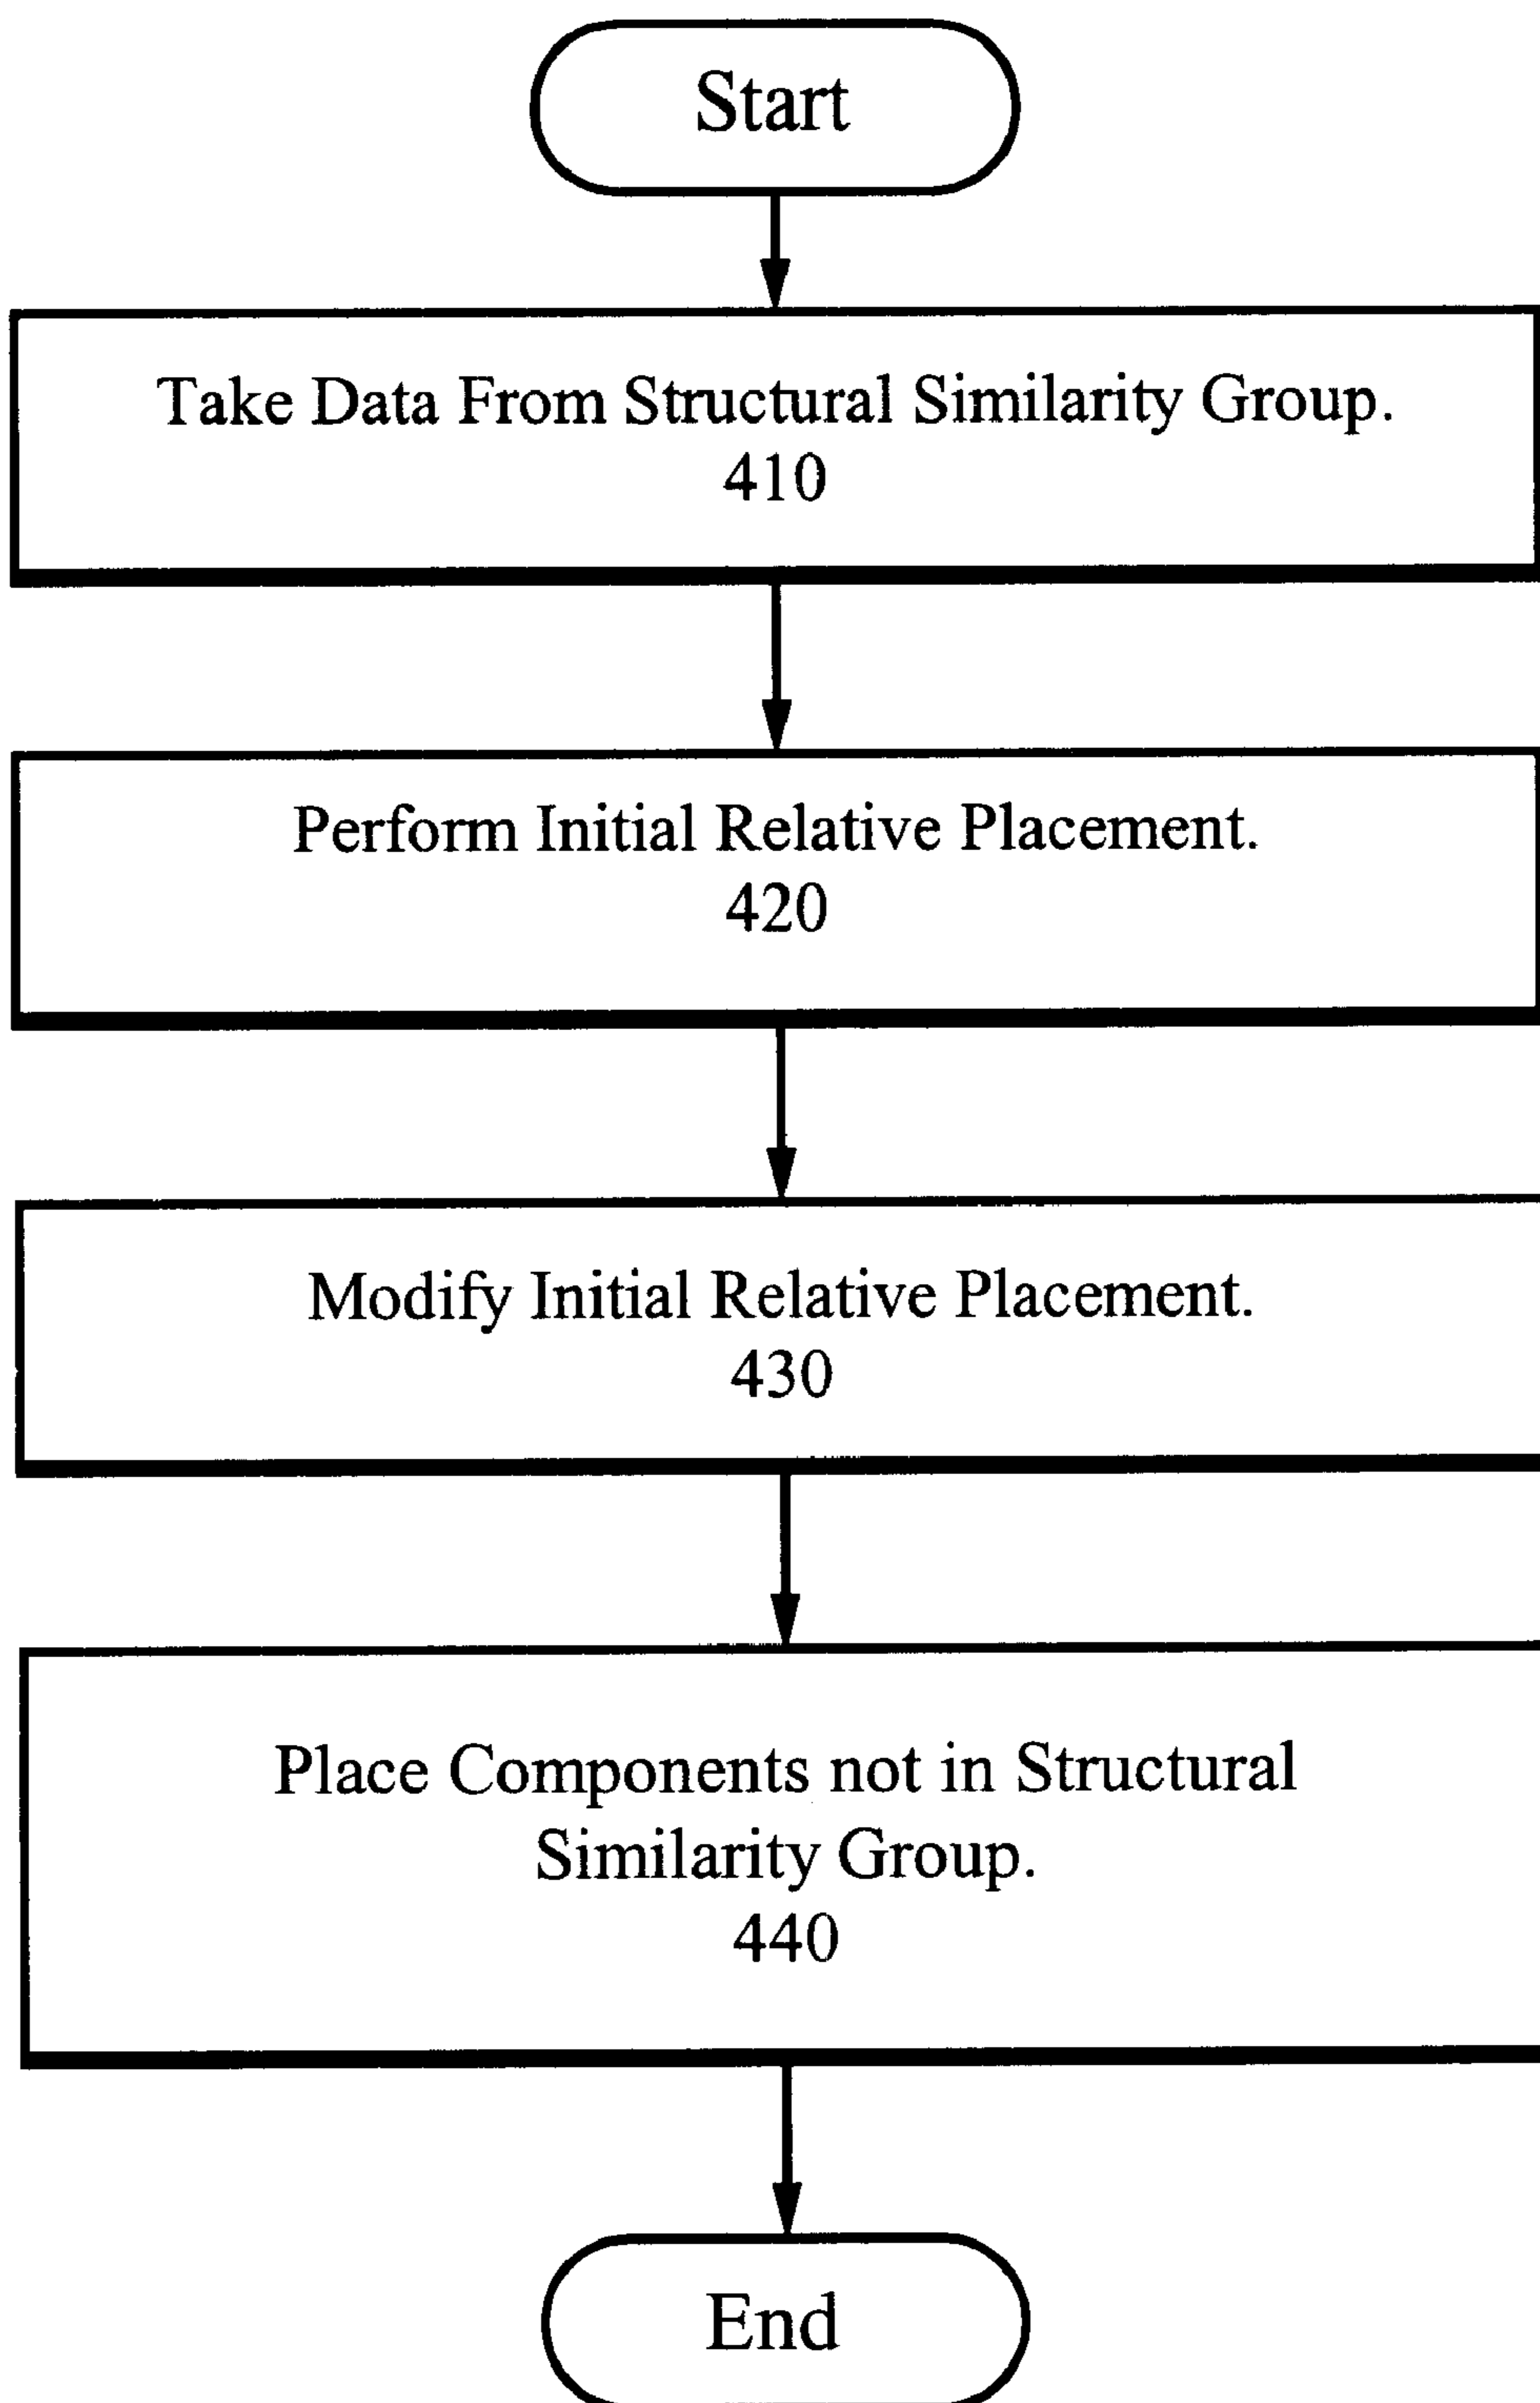 Start
Take Data From Structural Similarity Group.
410
Perform Initial Relative Placement.
420
Modify Initial Relative Placement.
430
Place Components not in Structural
Similarity Group.
440
End